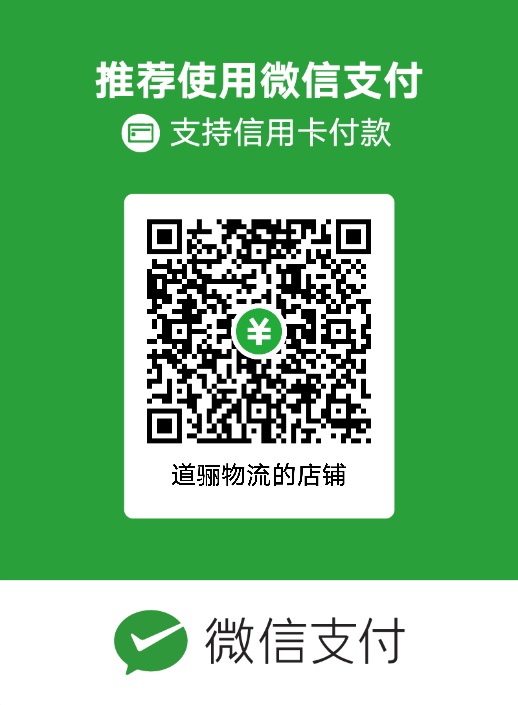 推荐使用微信支付
支持信用卡付款
¥
道骊物流的店铺
微信支付